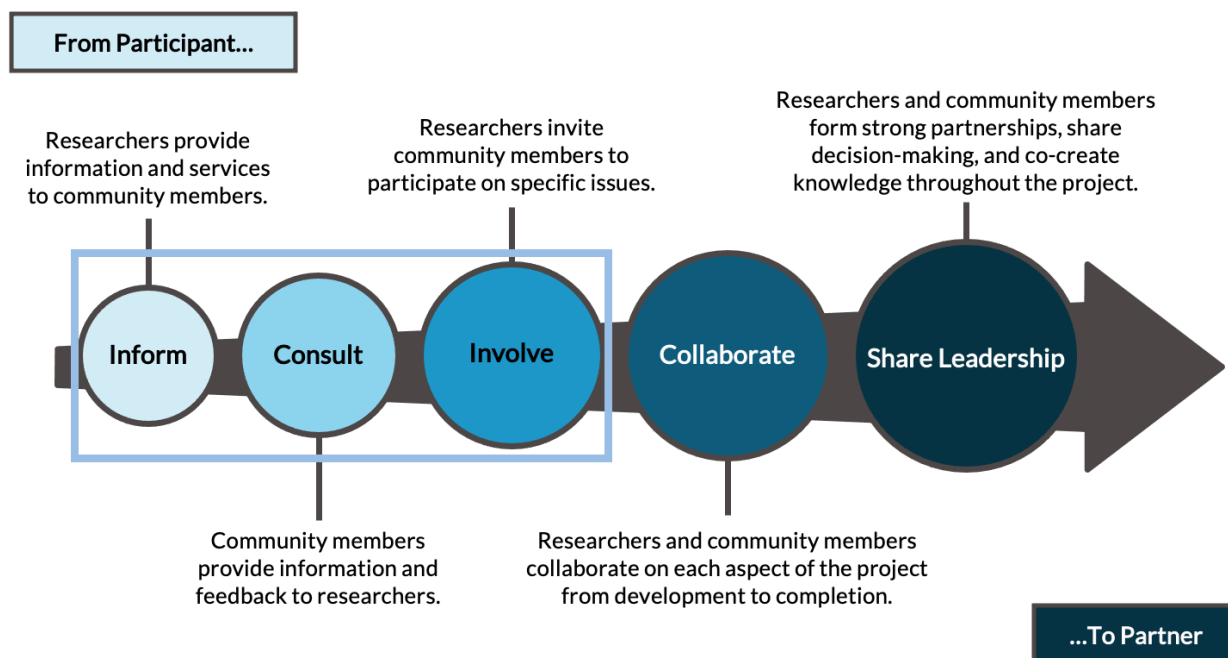 From Participant...
Researchers provide
information and services
to community members.
Researchers invite
community members to
participate on specific issues.
Researchers and community members
form strong partnerships, share
decision-making, and co-create
knowledge throughout the project.
Inform
Consult
Involve
Collaborate
Share Leadership
Community members
provide information and
feedback to researchers.
Researchers and community members
collaborate on each aspect of the project
from development to completion.
...To Partner